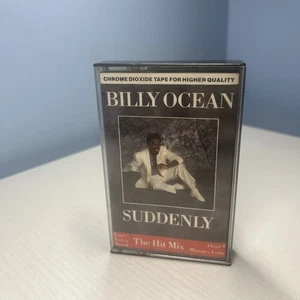 CHROME DIOXIDE TAPE FOR HIGHER QUALITY
BILLY OCEAN
SUDDENLY
The Hit Mix